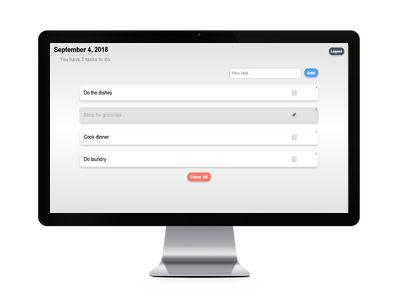 September 4, 2018
Logout
You have 3 tasks to do.
New task...
Add
Do the dishes
Shop for groceries
Cook dinner
Do laundry
Clear All